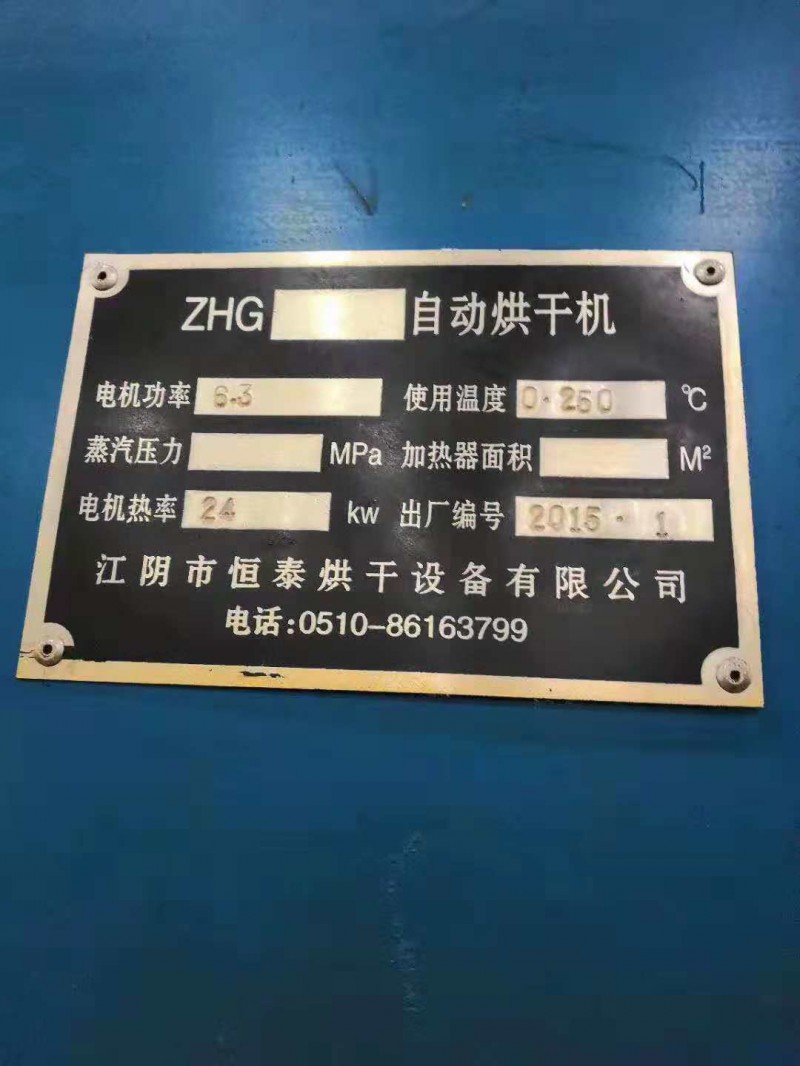 ZHG 自动烘干机
电机功率 6.3 使用温度 0·250 ℃
蒸汽压力 MPa 加热器面积 M²
电机热率 24 kw 出厂编号 2015·1
江阴市恒泰烘干设备有限公司
电话:0510-86163799